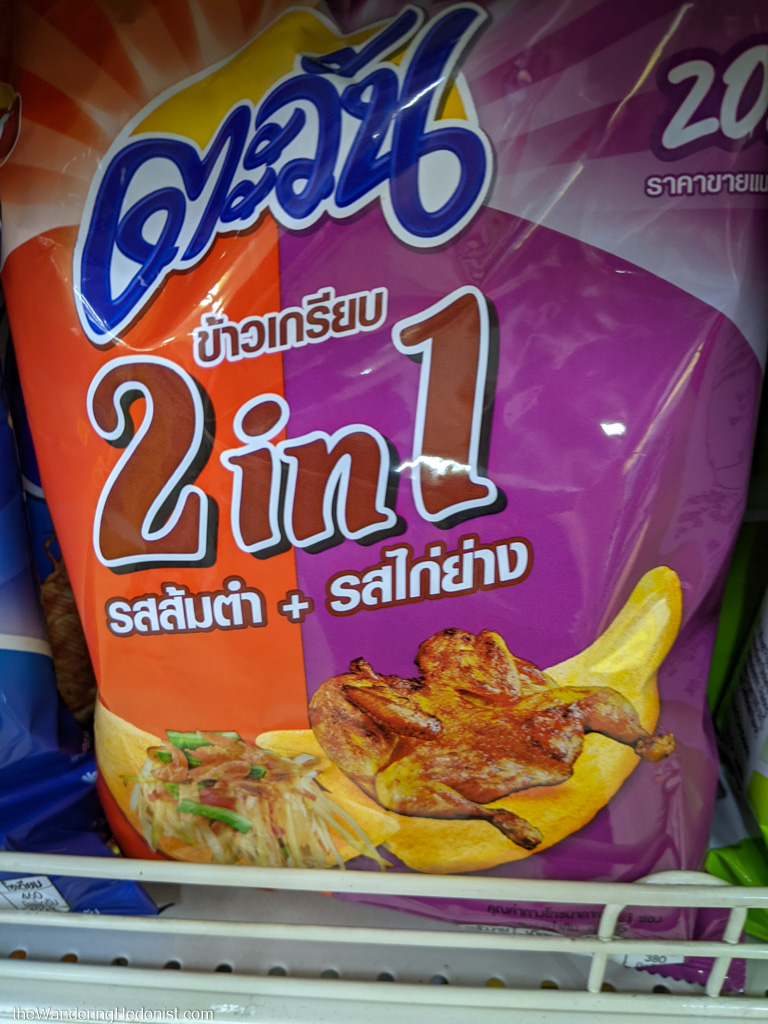 ตะวัน
20
ราคาขาย
ข้าวเกรียบ
2 in 1
รสส้มตำ + รสไก่ย่าง
380
theWanderingHedonist.com